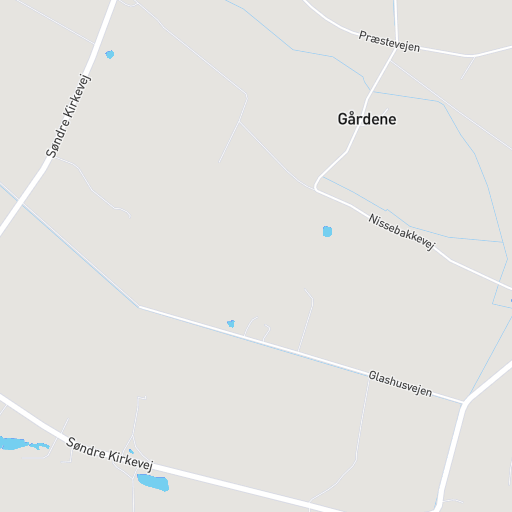 Præstevejen
Søndre Kirkevej
Gårdene
Nissebakkevej
Glashusvejen
Søndre Kirkevej